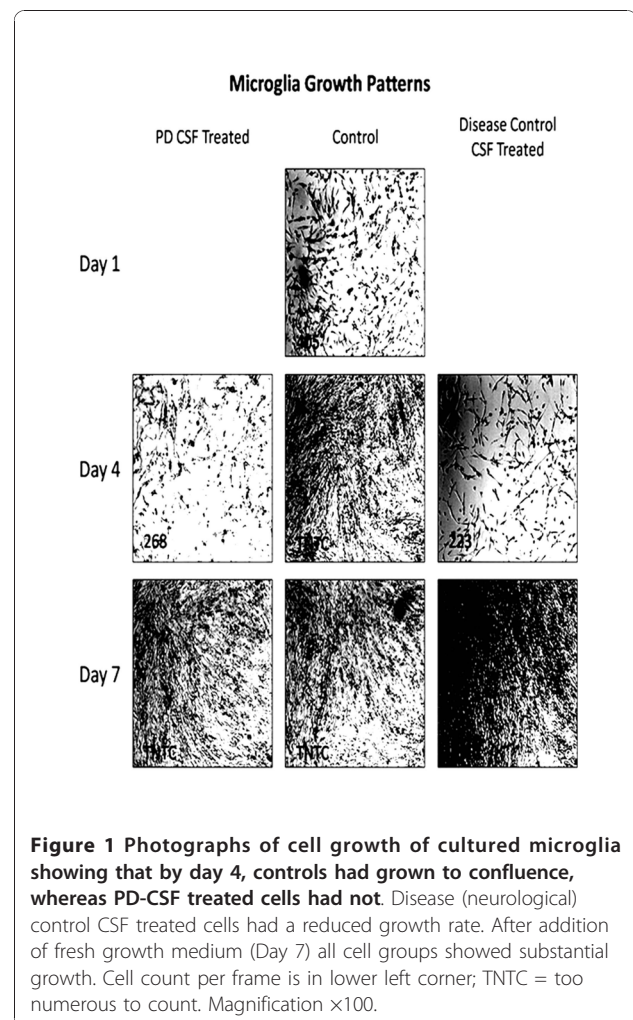 Microglia Growth Patterns
PD CSF Treated
Control
Disease Control
CSF Treated
Day 1
Day 4
268
TNTC
223
Day 7
TNTC
TNTC
Figure 1 Photographs of cell growth of cultured microglia
showing that by day 4, controls had grown to confluence,
whereas PD-CSF treated cells had not. Disease (neurological)
control CSF treated cells had a reduced growth rate. After addition
of fresh growth medium (Day 7) all cell groups showed substantial
growth. Cell count per frame is in lower left corner; TNTC = too
numerous to count. Magnification ×100.